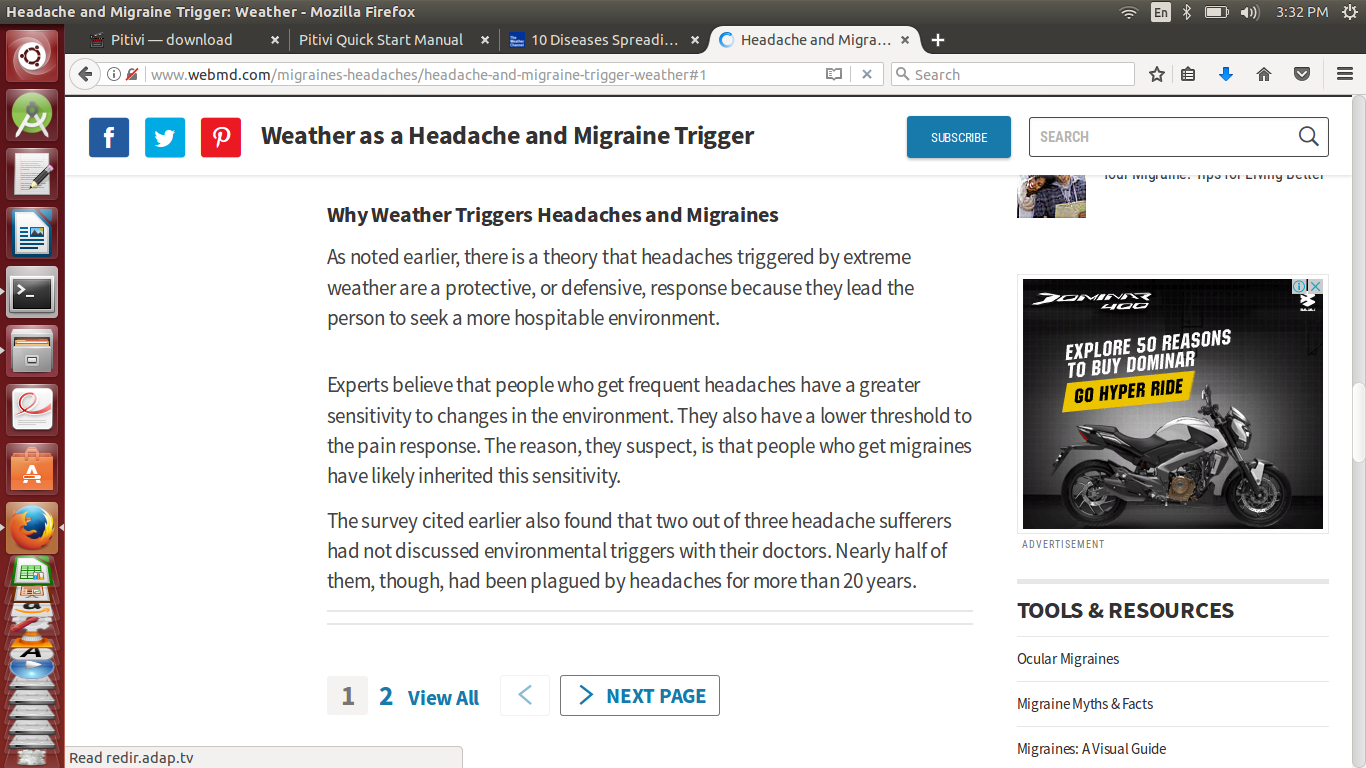 Headache and Migraine Trigger: Weather - Mozilla Firefox
En
3:32 PM
Pitivi — download
Pitivi Quick Start Manual
10 Diseases Spreadi...
Headache and Migra...
www.webmd.com/migraines-headaches/headache-and-migraine-trigger-weather#1
Search
Weather as a Headache and Migraine Trigger
SUBSCRIBE
SEARCH
Your Migraine: Tips for Living Better
Why Weather Triggers Headaches and Migraines
As noted earlier, there is a theory that headaches triggered by extreme
weather are a protective, or defensive, response because they lead the
person to seek a more hospitable environment.
Experts believe that people who get frequent headaches have a greater
sensitivity to changes in the environment. They also have a lower threshold to
the pain response. The reason, they suspect, is that people who get migraines
have likely inherited this sensitivity.
The survey cited earlier also found that two out of three headache sufferers
had not discussed environmental triggers with their doctors. Nearly half of
them, though, had been plagued by headaches for more than 20 years.
1 2 View All
NEXT PAGE
DOMINAR
400
EXPLORE 50 REASONS
TO BUY DOMINAR
GO HYPER RIDE
ADVERTISEMENT
TOOLS & RESOURCES
Ocular Migraines
Migraine Myths & Facts
Migraines: A Visual Guide
Read redir.adap.tv